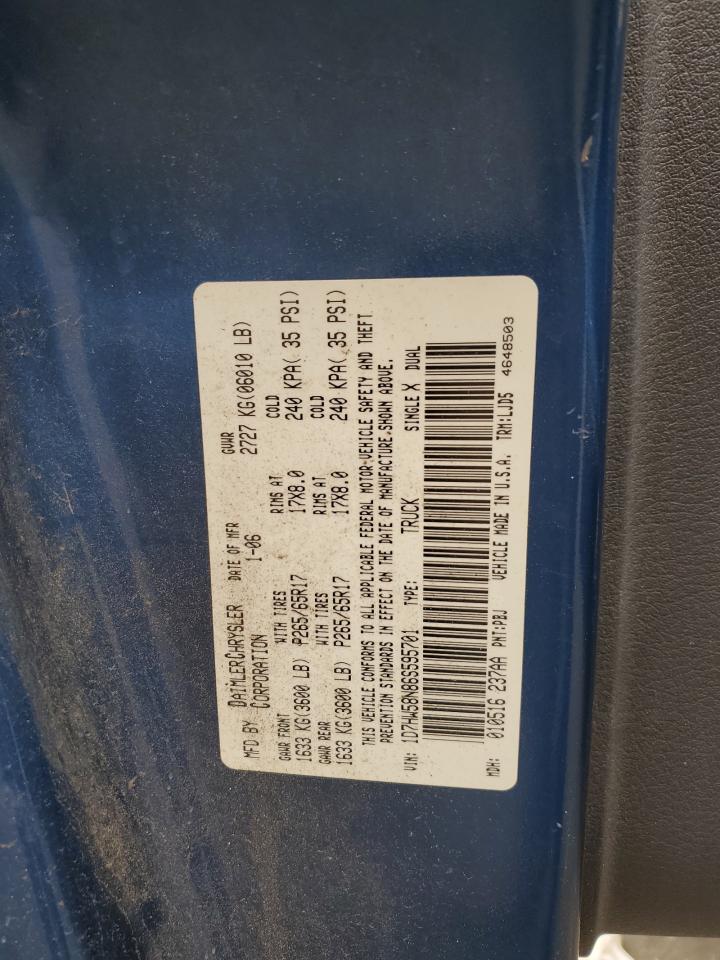 MFD BY DAIMLERCHRYSLER CORPORATION DATE OF MFR 1-06 GVWR 2727 KG(06010 LB)
GAWR FRONT WITH TIRES RIMS AT COLD
1633 KG(3600 LB) P265/65R17 17X8.0 240 KPA( 35 PSI)
GAWR REAR WITH TIRES RIMS AT COLD
1633 KG(3600 LB) P265/65R17 17X8.0 240 KPA( 35 PSI)
THIS VEHICLE CONFORMS TO ALL APPLICABLE FEDERAL MOTOR-VEHICLE SAFETY AND THEFT
PREVENTION STANDARDS IN EFFECT ON THE DATE OF MANUFACTURE,SHOWN ABOVE.
VIN: 1D7HW58N86S595701 TYPE: TRUCK SINGLE X DUAL
MDH: 010516 237AA PNT:PBJ VEHICLE MADE IN U.S.A. TRM:LJD5 4648503